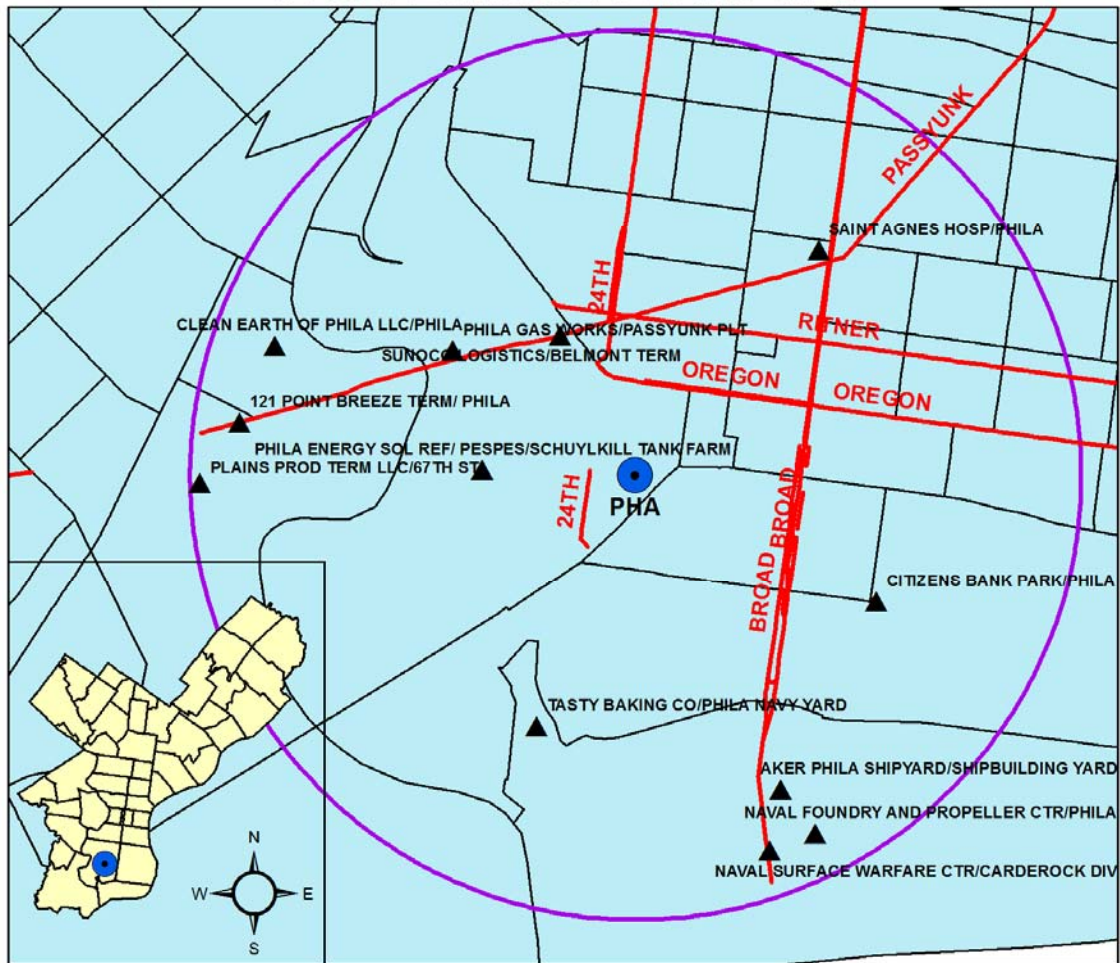 PASSYUNK
SAINT AGNES HOSP/PHILA
24TH
RITNER
CLEAN EARTH OF PHILA LLC/PHILA
PHILA GAS WORKS/PASSYUNK PLT
SUNOCO LOGISTICS/BELMONT TERM
OREGON
OREGON
121 POINT BREEZE TERM/ PHILA
PHILA ENERGY SOL REF/ PESPES/SCHUYLKILL TANK FARM
PLAINS PROD TERM LLC/67TH ST
24TH
PHA
BROAD
BROAD
CITIZENS BANK PARK/PHILA
TASTY BAKING CO/PHILA NAVY YARD
AKER PHILA SHIPYARD/SHIPBUILDING YARD
NAVAL FOUNDRY AND PROPELLER CTR/PHILA
NAVAL SURFACE WARFARE CTR/CARDEROCK DIV
N
W
E
S